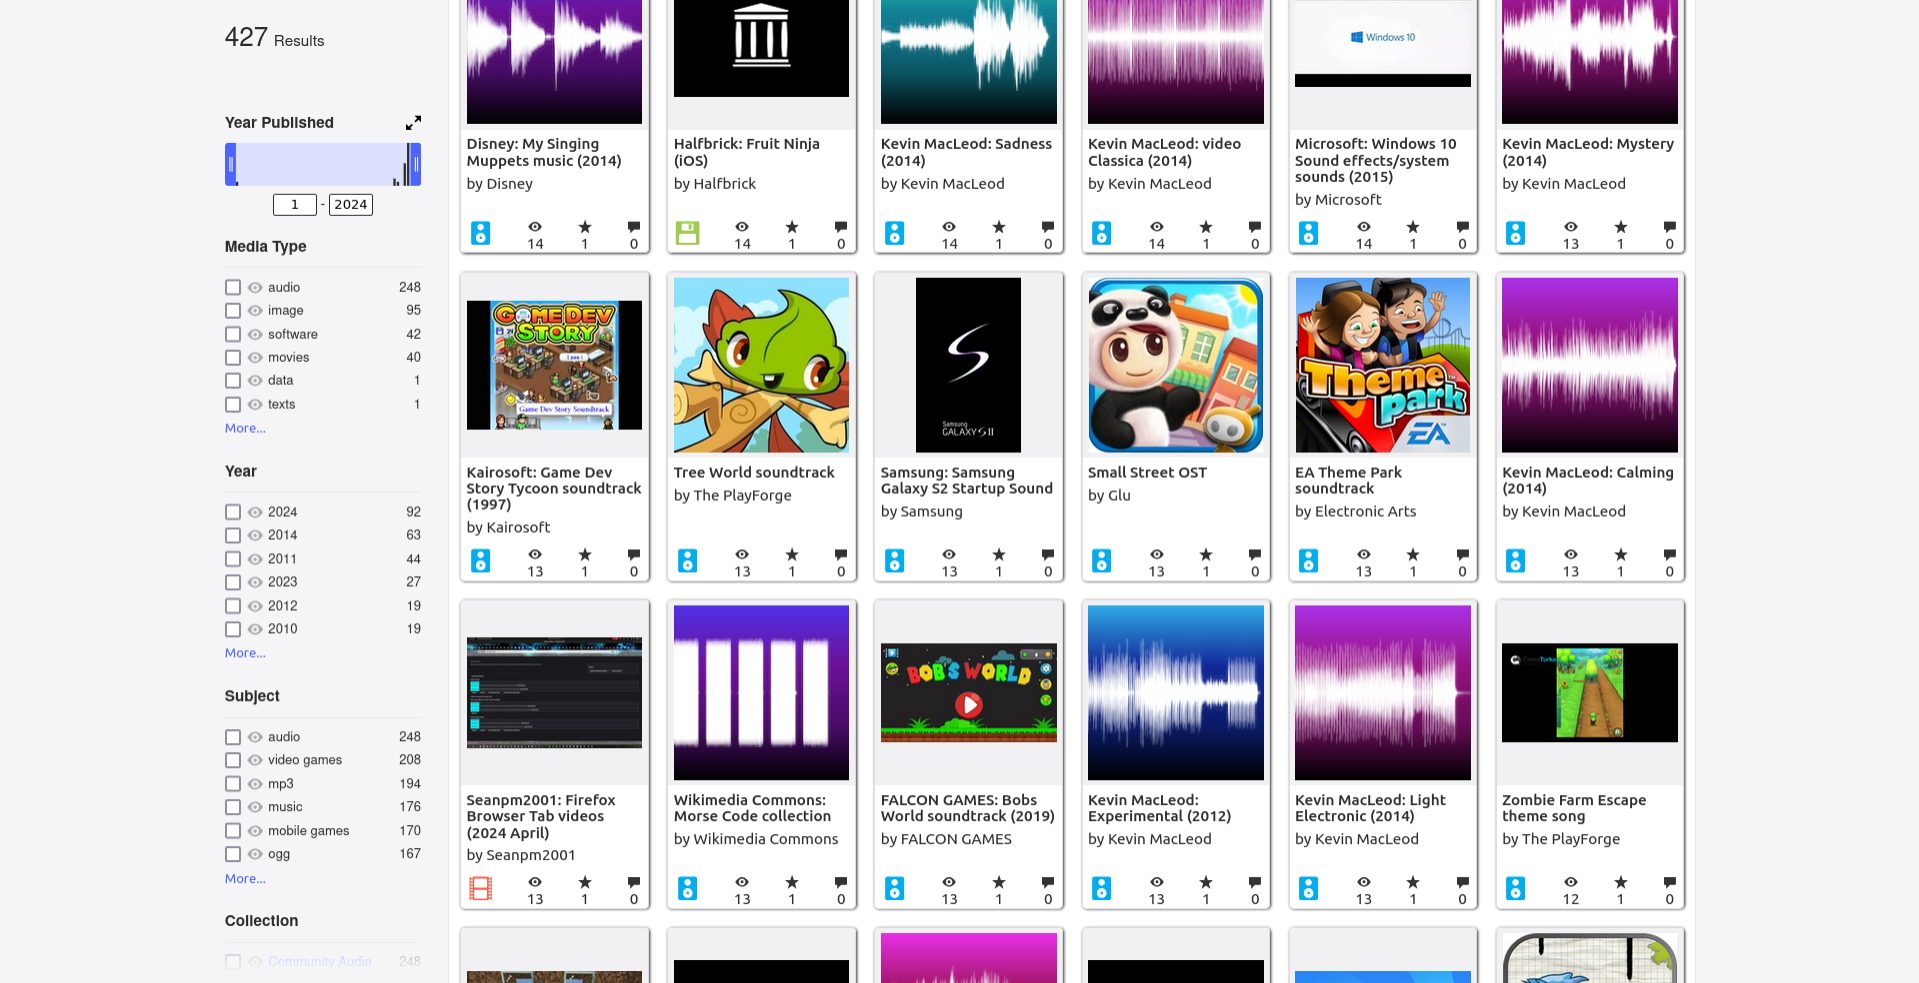 427 Results
Year Published
1 - 2024
Media Type
audio 248
image 95
software 42
movies 40
data 1
texts 1
More...
Year
2024 92
2014 63
2011 44
2023 27
2012 19
2010 19
More...
Subject
audio 248
video games 208
mp3 194
music 176
mobile games 170
ogg 167
More...
Collection
Community Audio 248
Disney: My Singing
Muppets music (2014)
by Disney
14 1 0
Halfbrick: Fruit Ninja
(iOS)
by Halfbrick
14 1 0
Kevin MacLeod: Sadness
(2014)
by Kevin MacLeod
14 1 0
Kevin MacLeod: video
Classica (2014)
by Kevin MacLeod
14 1 0
Windows 10
Microsoft: Windows 10
Sound effects/system
sounds (2015)
by Microsoft
14 1 0
Kevin MacLeod: Mystery
(2014)
by Kevin MacLeod
13 1 0
GAME DEV
STORY
Game Dev Story Soundtrack
Kairosoft: Game Dev
Story Tycoon soundtrack
(1997)
by Kairosoft
13 1 0
Tree World soundtrack
by The PlayForge
13 1 0
S
Samsung
GALAXY S II
Samsung: Samsung
Galaxy S2 Startup Sound
by Samsung
13 1 0
Small Street OST
by Glu
13 1 0
Theme
park
EA
EA Theme Park
soundtrack
by Electronic Arts
13 1 0
Kevin MacLeod: Calming
(2014)
by Kevin MacLeod
13 1 0
Seanpm2001: Firefox
Browser Tab videos
(2024 April)
by Seanpm2001
13 1 0
Wikimedia Commons:
Morse Code collection
by Wikimedia Commons
13 1 0
BOB'S WORLD
FALCON GAMES: Bobs
World soundtrack (2019)
by FALCON GAMES
13 1 0
Kevin MacLeod:
Experimental (2012)
by Kevin MacLeod
13 1 0
Kevin MacLeod: Light
Electronic (2014)
by Kevin MacLeod
13 1 0
Zombie Farm Escape
theme song
by The PlayForge
12 1 0